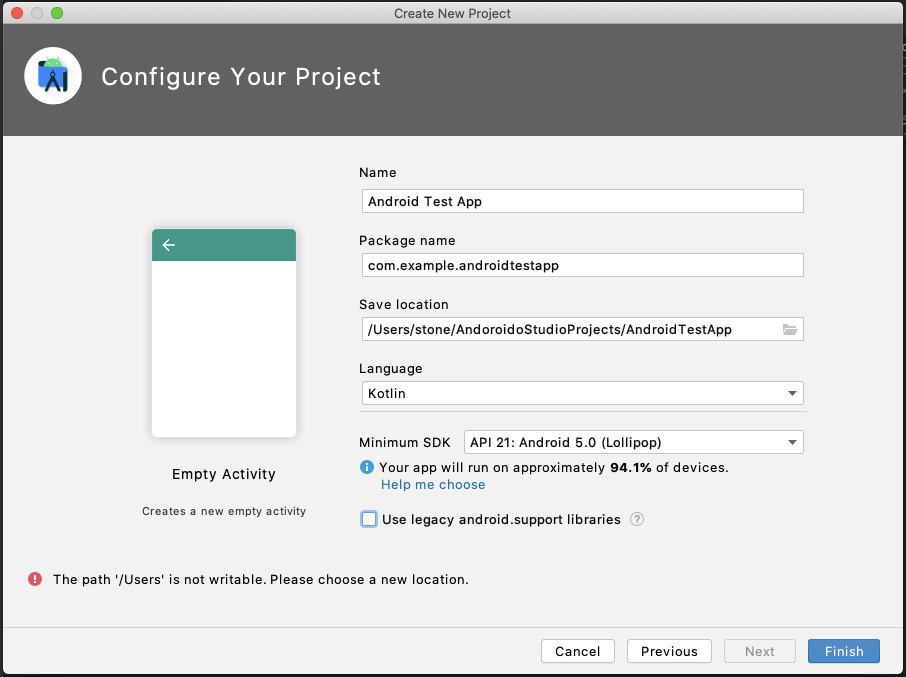 Create New Project
Configure Your Project
Name
Android Test App
Package name
com.example.androidtestapp
Save location
/Users/stone/AndoroidoStudioProjects/AndroidTestApp
Language
Kotlin
Minimum SDK API 21: Android 5.0 (Lollipop)
Your app will run on approximately 94.1% of devices.
Help me choose
Use legacy android.support libraries ?
Empty Activity
Creates a new empty activity
The path '/Users' is not writable. Please choose a new location.
Cancel Previous Next Finish